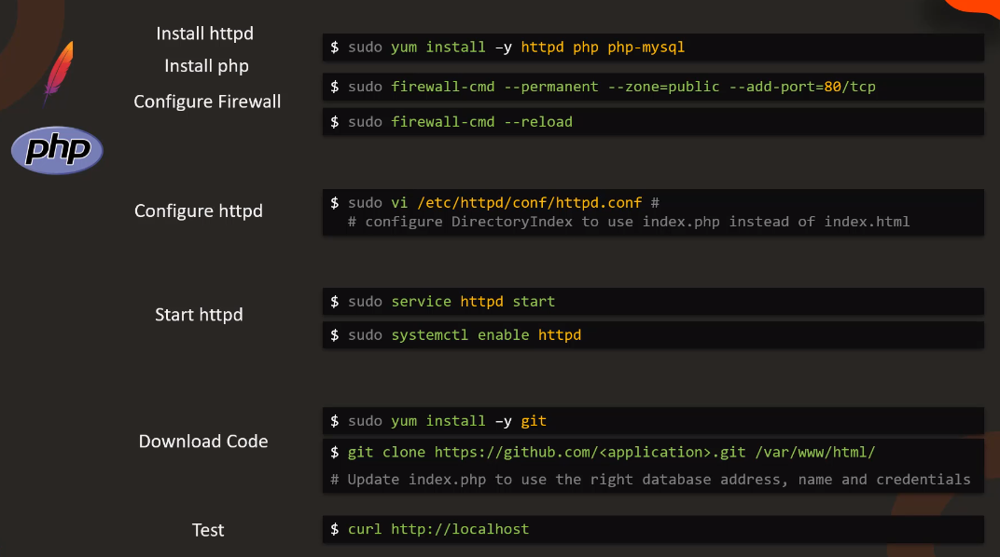 Install httpd
Install php
Configure Firewall
$ sudo yum install –y httpd php php-mysql
$ sudo firewall-cmd --permanent --zone=public --add-port=80/tcp
$ sudo firewall-cmd --reload
php
Configure httpd
$ sudo vi /etc/httpd/conf/httpd.conf #
# configure DirectoryIndex to use index.php instead of index.html
Start httpd
$ sudo service httpd start
$ sudo systemctl enable httpd
Download Code
$ sudo yum install –y git
$ git clone https://github.com/<application>.git /var/www/html/
# Update index.php to use the right database address, name and credentials
Test
$ curl http://localhost